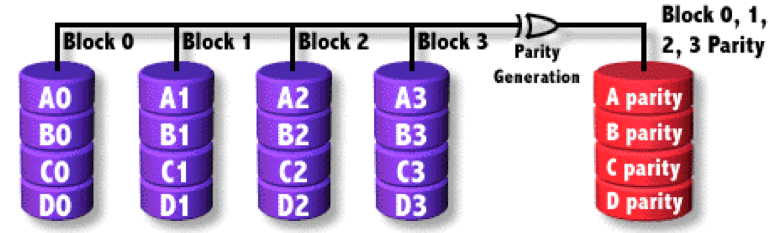 Block 0
Block 1
Block 2
Block 3
Parity
Generation
Block 0, 1,
2, 3 Parity
A0
B0
C0
D0
A1
B1
C1
D1
A2
B2
C2
D2
A3
B3
C3
D3
A parity
B parity
C parity
D parity